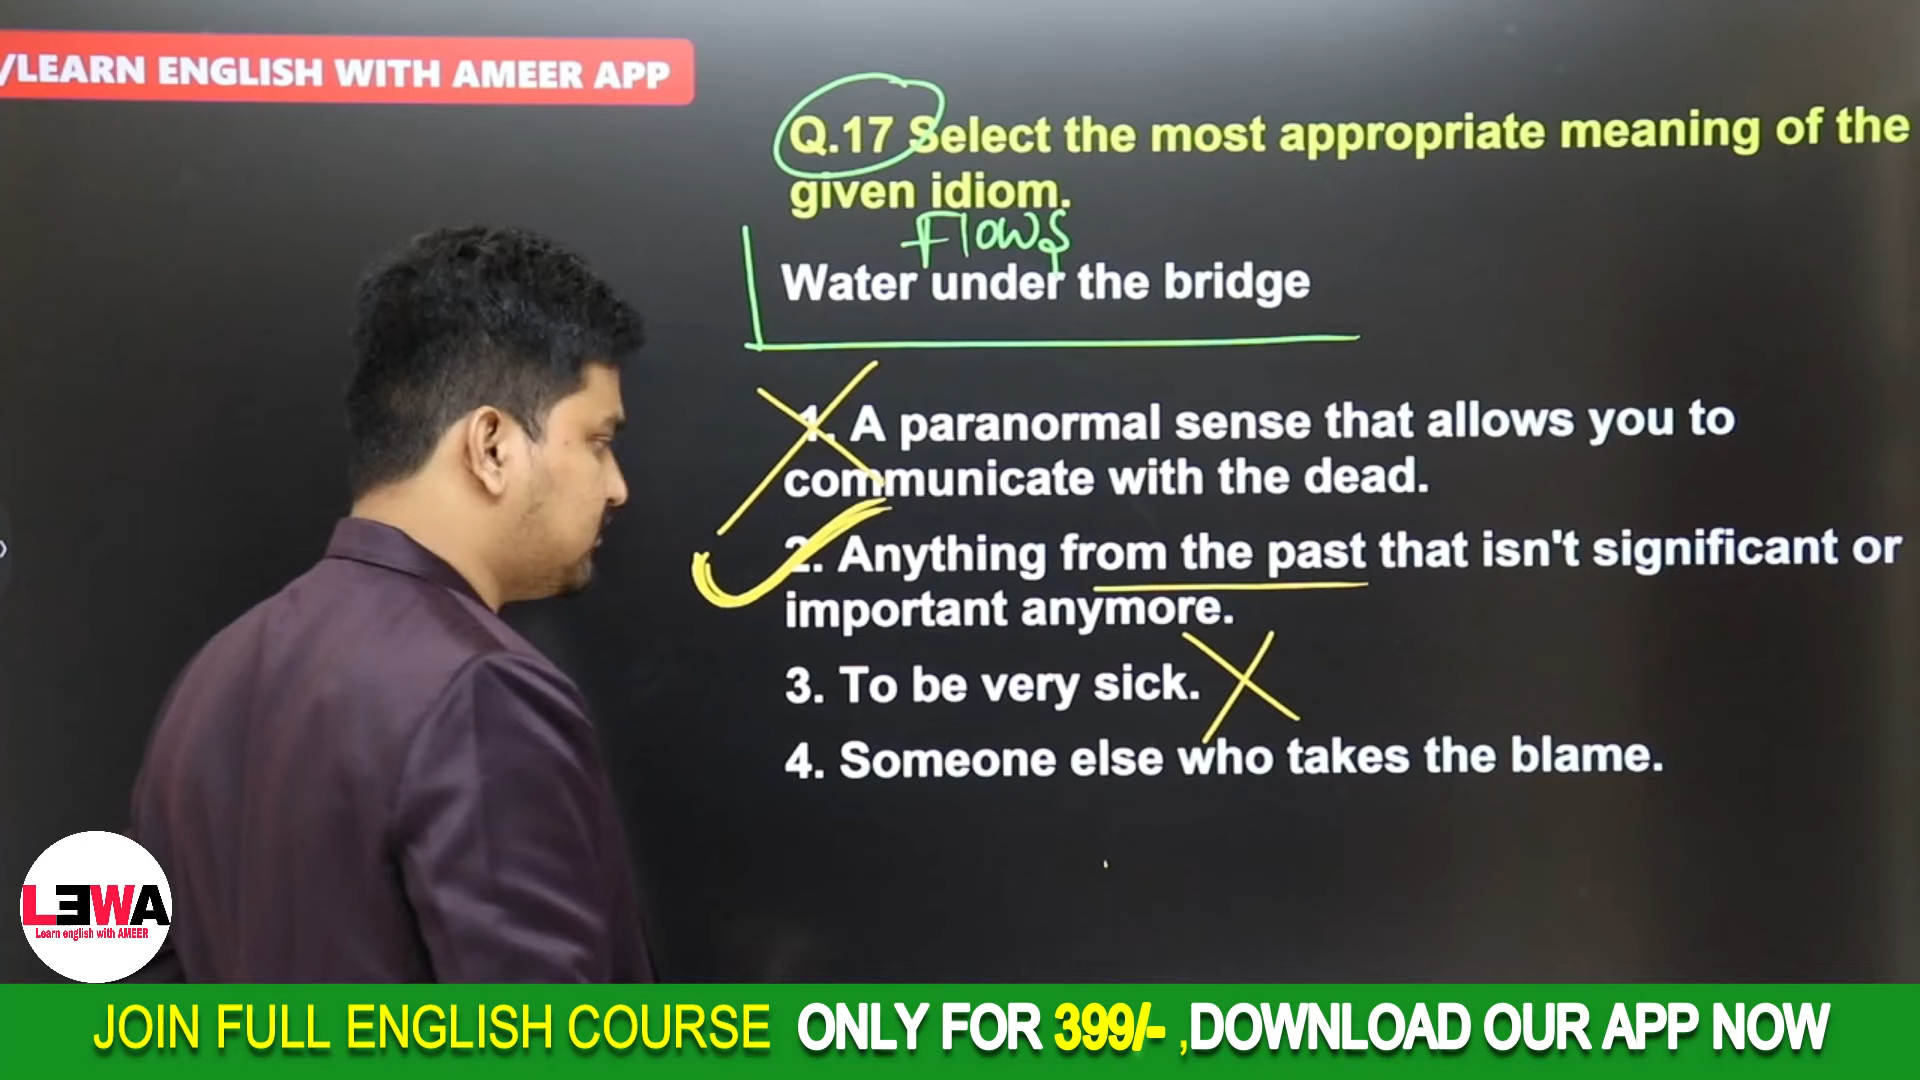 /LEARN ENGLISH WITH AMEER APP
Q.17 Select the most appropriate meaning of the
given idiom.
Flows
Water under the bridge
1. A paranormal sense that allows you to
communicate with the dead.
2. Anything from the past that isn't significant or
important anymore.
3. To be very sick.
4. Someone else who takes the blame.
LEWA
Learn english with AMEER
JOIN FULL ENGLISH COURSE ONLY FOR 399/- ,DOWNLOAD OUR APP NOW